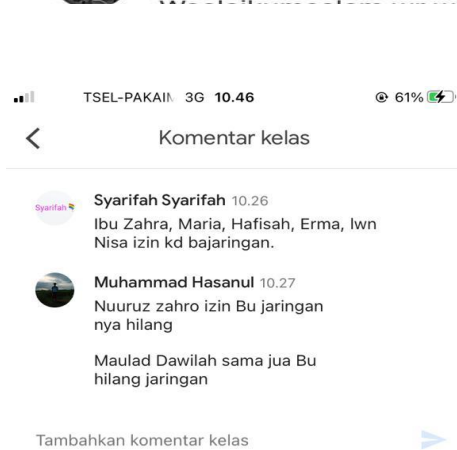 TSEL-PAKAIN 3G 10.46 61%
Komentar kelas
Syarifah
Syarifah Syarifah 10.26
Ibu Zahra, Maria, Hafisah, Erma, lwn
Nisa izin kd bajaringan.
Muhammad Hasanul 10.27
Nuuruz zahro izin Bu jaringan
nya hilang
Maulad Dawilah sama jua Bu
hilang jaringan
Tambahkan komentar kelas